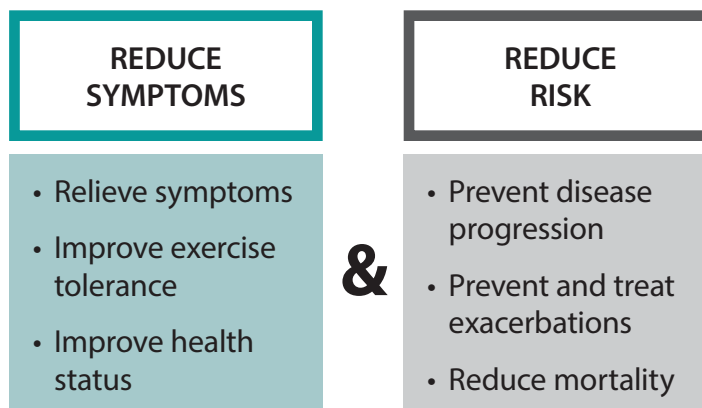 REDUCE
SYMPTOMS
• Relieve symptoms
• Improve exercise
tolerance
• Improve health
status
&
REDUCE
RISK
• Prevent disease
progression
• Prevent and treat
exacerbations
• Reduce mortality